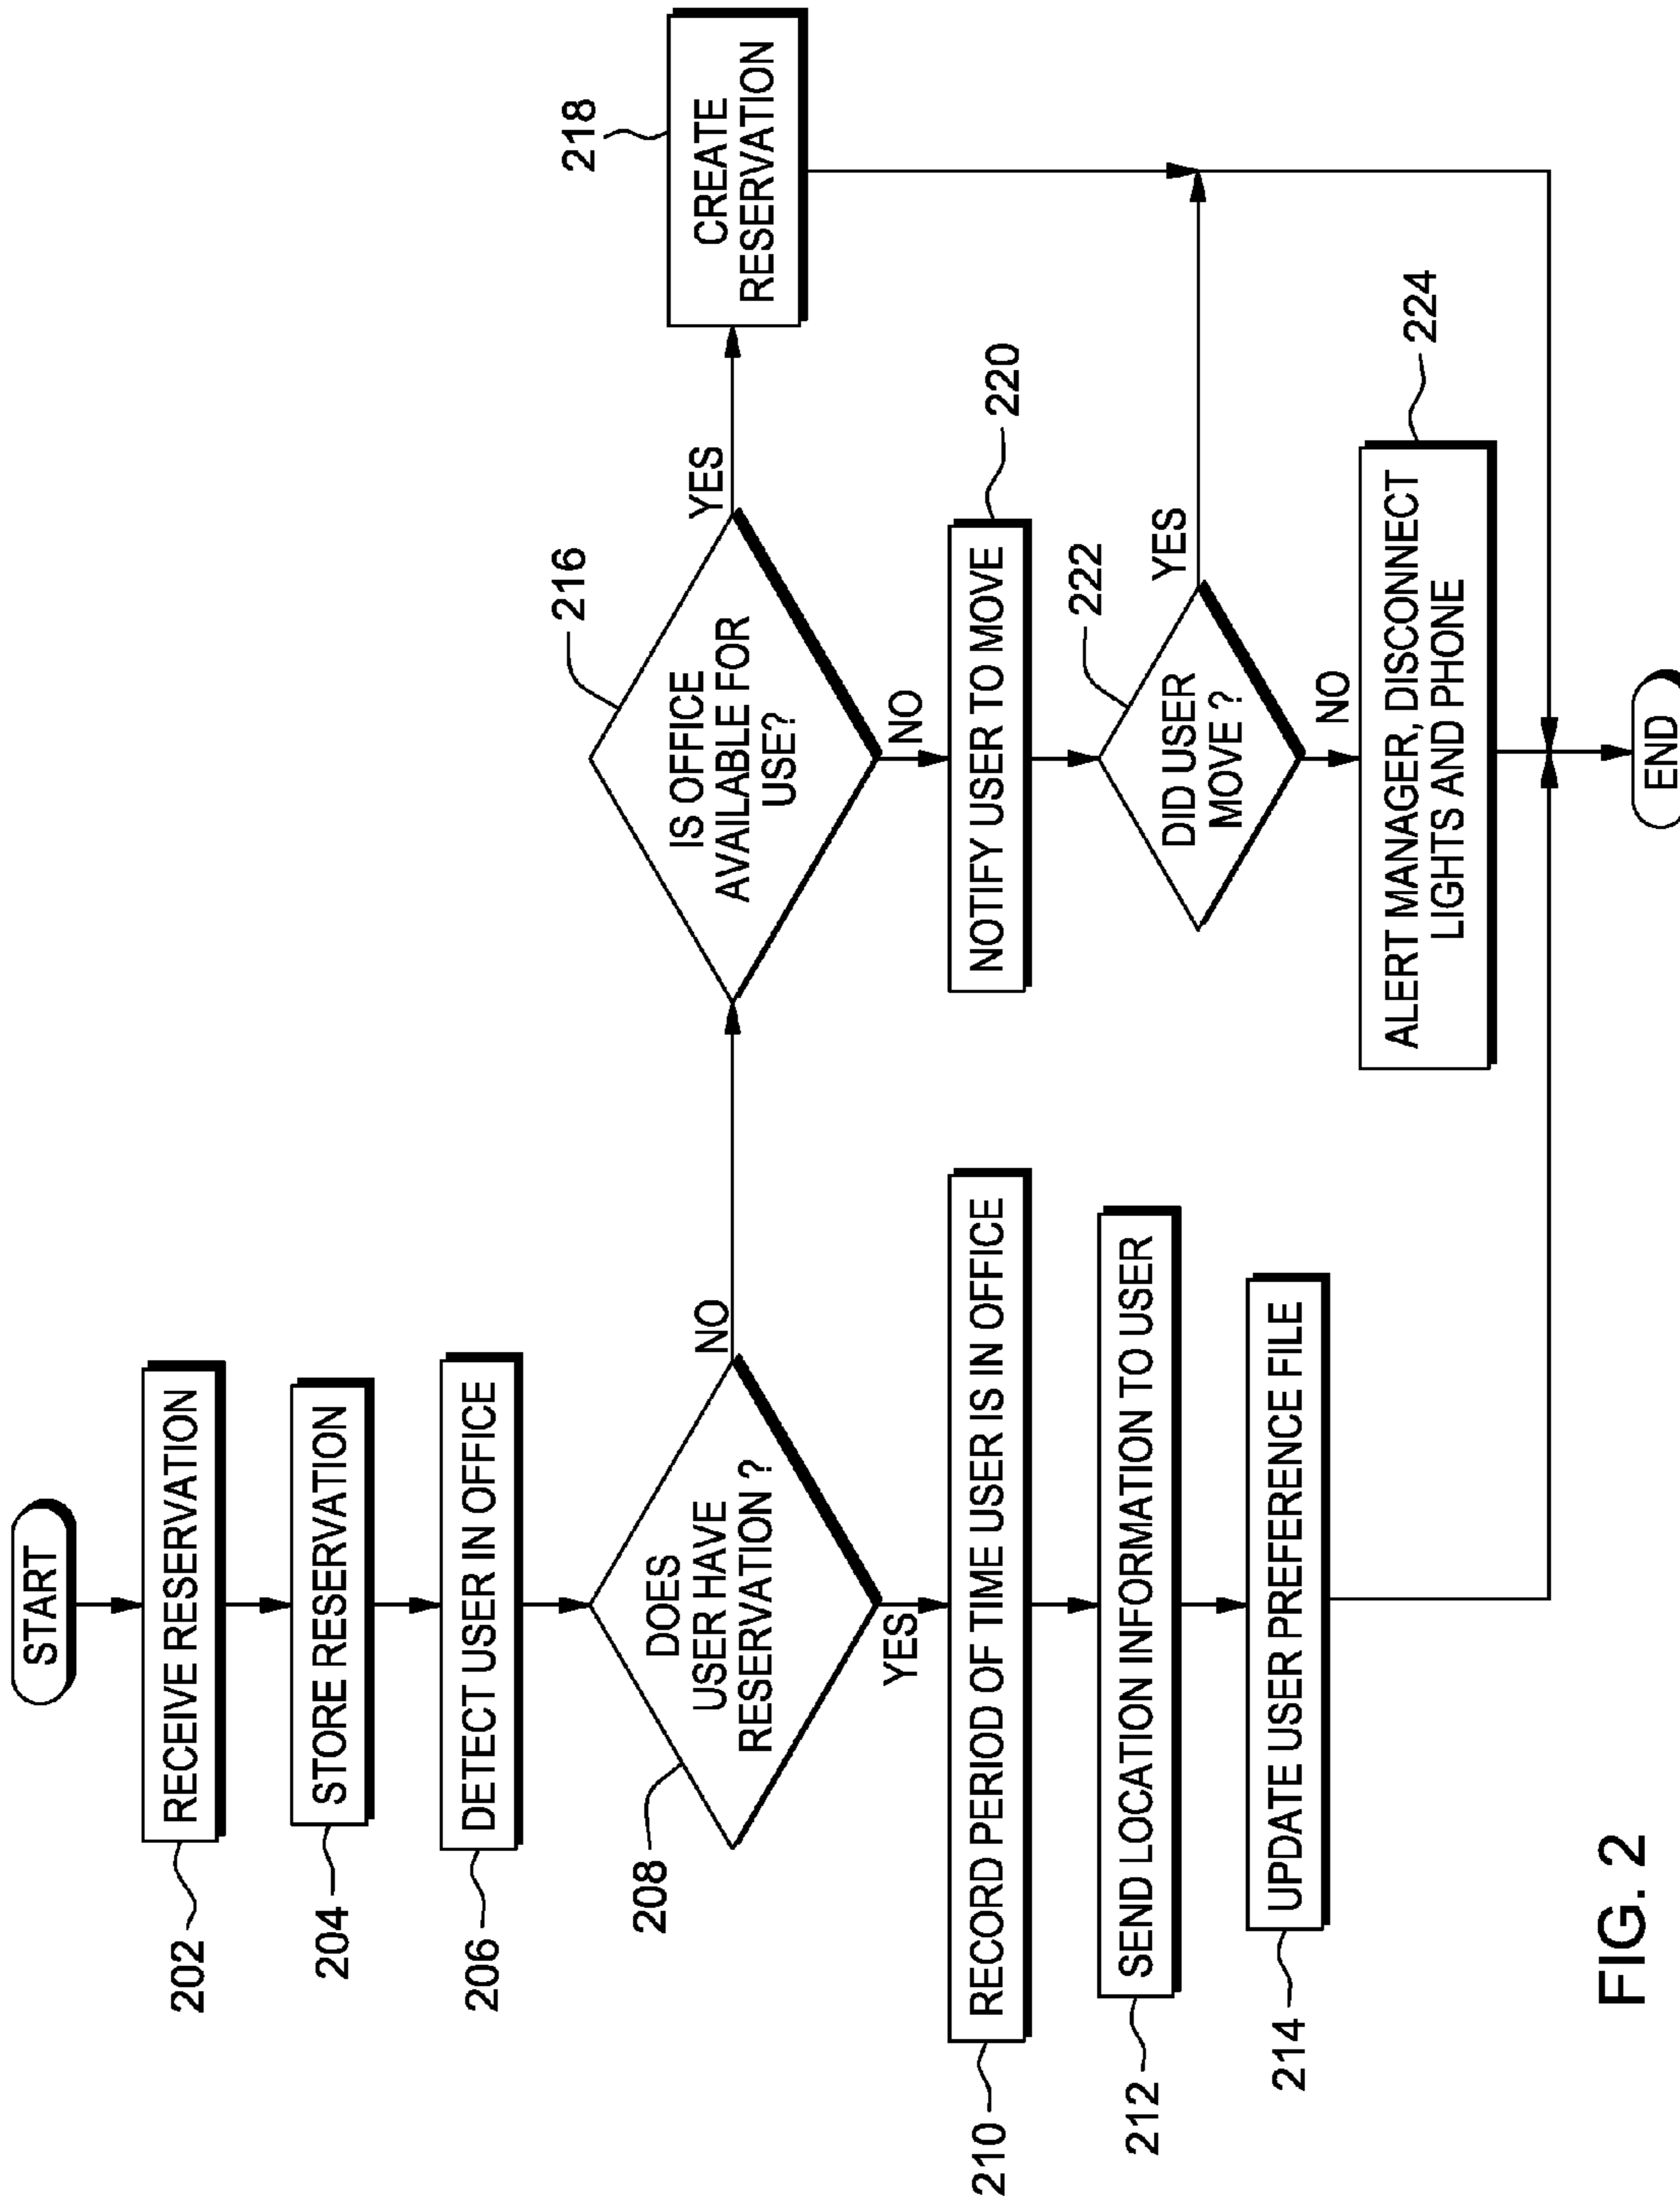 START
202
RECEIVE RESERVATION
204
STORE RESERVATION
206
DETECT USER IN OFFICE
208
DOES
USER HAVE
RESERVATION ?
NO
YES
210
RECORD PERIOD OF TIME USER IS IN OFFICE
212
SEND LOCATION INFORMATION TO USER
214
UPDATE USER PREFERENCE FILE
216
IS OFFICE
AVAILABLE FOR
USE?
YES
NO
218
CREATE
RESERVATION
220
NOTIFY USER TO MOVE
222
DID USER
MOVE ?
YES
NO
224
ALERT MANAGER, DISCONNECT
LIGHTS AND PHONE
END
FIG. 2